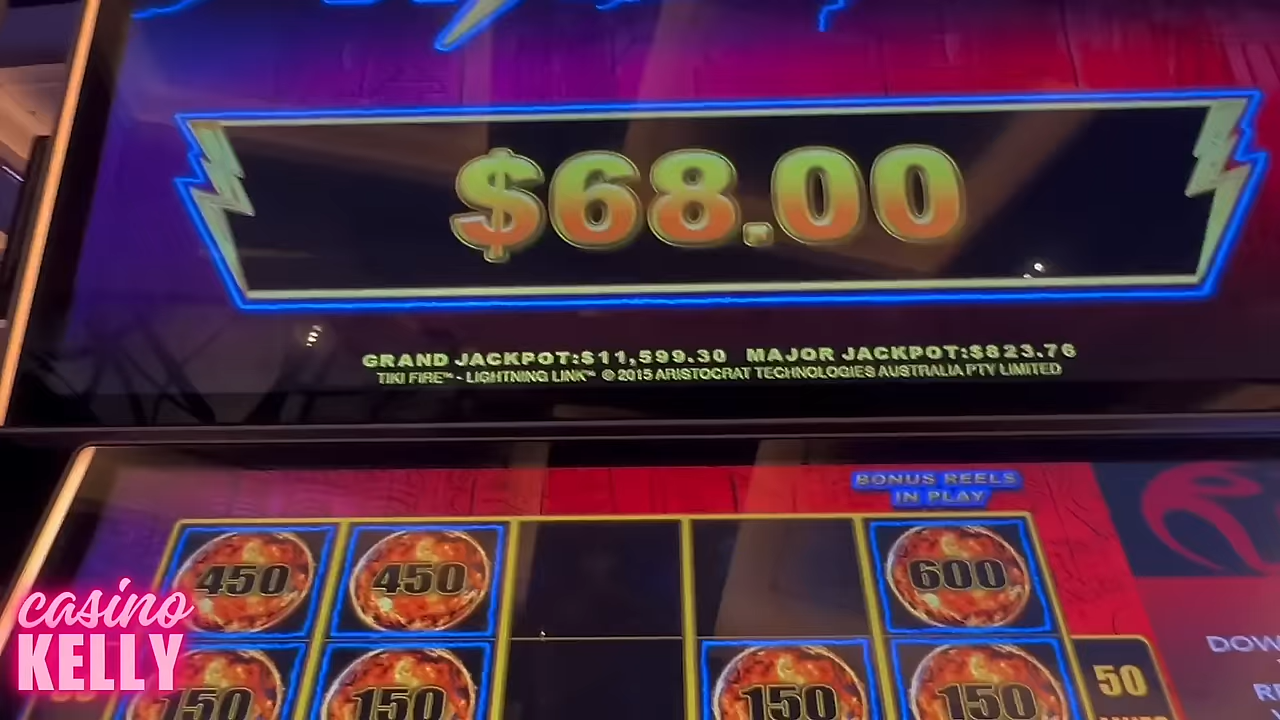 $68.00
GRAND JACKPOT:$11,599.30 MAJOR JACKPOT:$823.76
TIKI FIRE™ - LIGHTNING LINK™ © 2015 ARISTOCRAT TECHNOLOGIES AUSTRALIA PTY LIMITED
BONUS REELS
IN PLAY
450 450 600
casino
KELLY
150 150 150 150
50